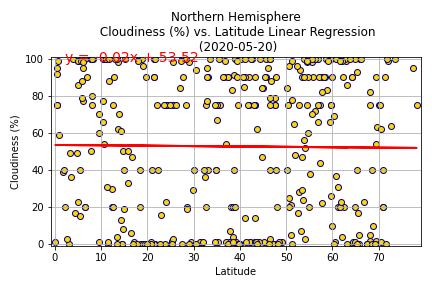 Northern Hemisphere
Cloudiness (%) vs. Latitude Linear Regression
(2020-05-20)
y = -0.02x + 53.52
100
80
60
40
20
0
Cloudiness (%)
0 10 20 30 40 50 60 70
Latitude